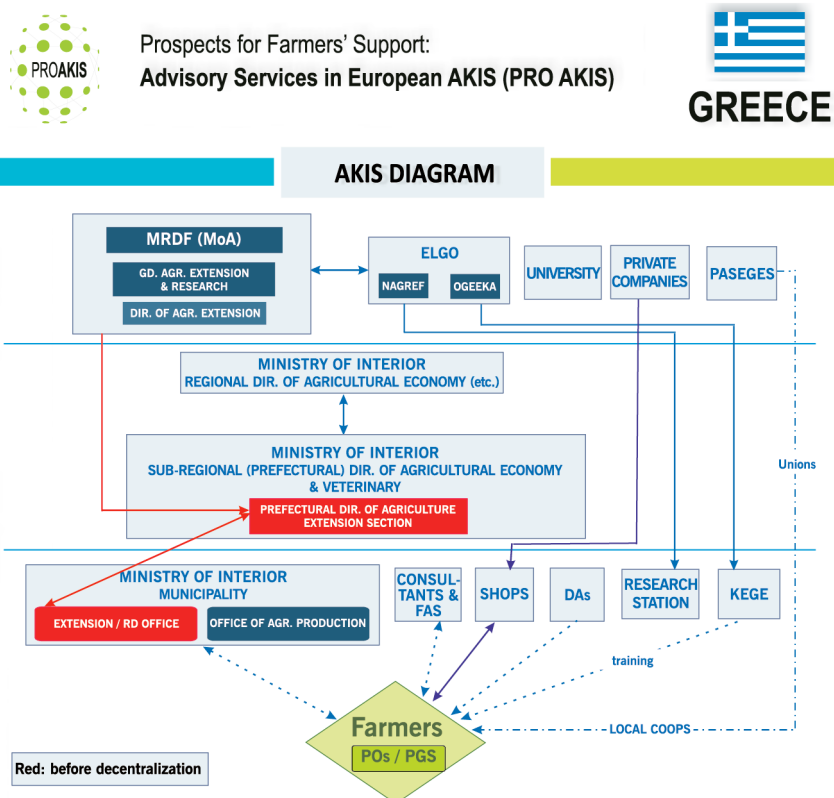 PROAKIS
Prospects for Farmers' Support:
Advisory Services in European AKIS (PRO AKIS)
GREECE
AKIS DIAGRAM
MRDF (MoA)
GD. AGR. EXTENSION
& RESEARCH
DIR. OF AGR. EXTENSION
ELGO
NAGREF
OGEEKA
UNIVERSITY
PRIVATE
COMPANIES
PASEGES
MINISTRY OF INTERIOR
REGIONAL DIR. OF AGRICULTURAL ECONOMY (etc.)
MINISTRY OF INTERIOR
SUB-REGIONAL (PREFECTURAL) DIR. OF AGRICULTURAL ECONOMY
& VETERINARY
PREFECTURAL DIR. OF AGRICULTURE
EXTENSION SECTION
Unions
MINISTRY OF INTERIOR
MUNICIPALITY
EXTENSION / RD OFFICE
OFFICE OF AGR. PRODUCTION
CONSUL-
TANTS &
FAS
SHOPS
DAs
RESEARCH
STATION
KEGE
training
LOCAL COOPS
Farmers
POs / PGS
Red: before decentralization